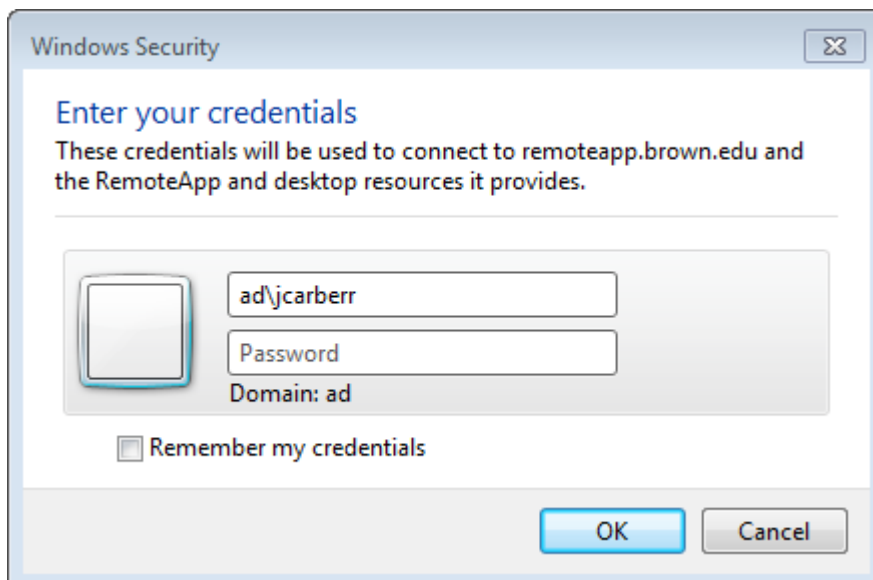 Windows Security
Enter your credentials
These credentials will be used to connect to remoteapp.brown.edu and
the RemoteApp and desktop resources it provides.
ad\jcarberr
Password
Domain: ad
Remember my credentials
OK
Cancel